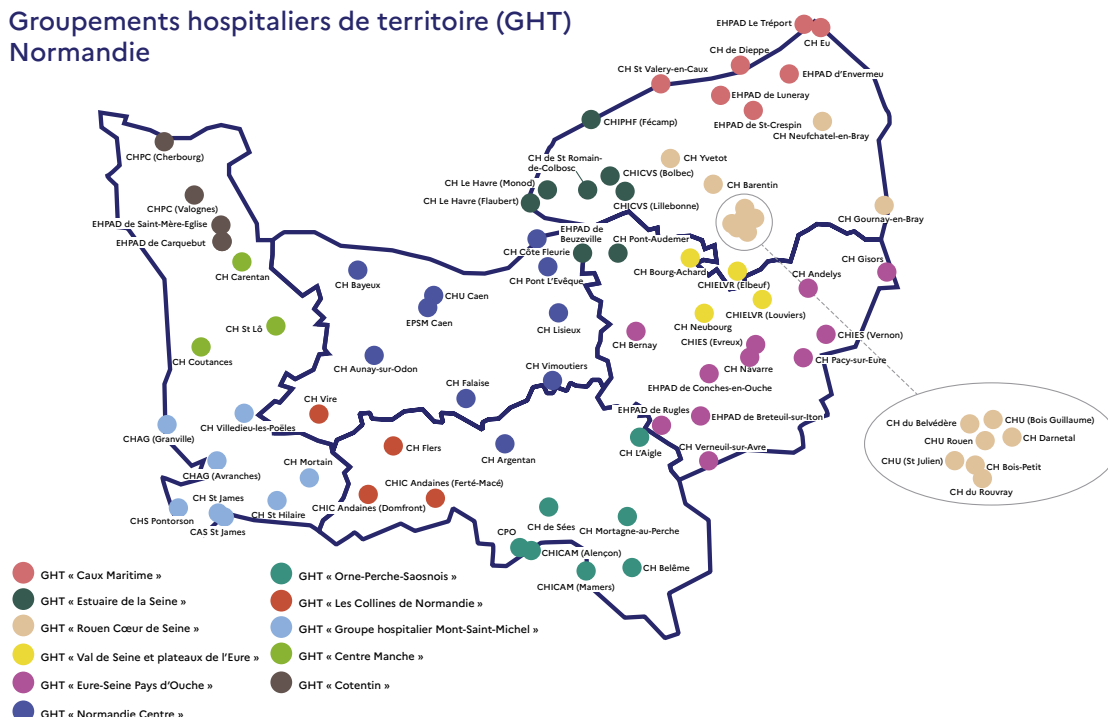 Groupements hospitaliers de territoire (GHT)
Normandie
EHPAD Le Tréport
CH Eu
CH de Dieppe
CH St Valery-en-Caux
EHPAD d'Envermeu
EHPAD de Luneray
EHPAD de St-Crespin
CH Neufchatel-en-Bray
CHIPHF (Fécamp)
CHPC (Cherbourg)
CH de St Romain-
de-Colbosc
CH Yvetot
CHICVS (Bolbec)
CH Le Havre (Monod)
CH Barentin
CHPC (Valognes)
CH Le Havre (Flaubert)
CHICVS (Lillebonne)
CH Gournay-en-Bray
EHPAD de Saint-Mère-Eglise
EHPAD de
Beuzeville
EHPAD de Carquebut
CH Pont-Audemer
CH Côte Fleurie
CH Gisors
CH Carentan
CH Bourg-Achard
CH Andelys
CH Bayeux
CH Pont L'Evêque
CHIELVR (Elbeuf)
CHU Caen
EPSM Caen
CHIELVR (Louviers)
CH St Lô
CH Lisieux
CH Neubourg
CHIES (Vernon)
CH Bernay
CHIES (Evreux)
CH Coutances
CH Aunay-sur-Odon
CH Vimoutiers
CH Navarre
CH Pacy-sur-Eure
CH Falaise
EHPAD de Conches-en-Ouche
CH Vire
EHPAD de Rugles
EHPAD de Breteuil-sur-Iton
CH Villedieu-les-Poëles
CHAG (Granville)
CH Flers
CH Argentan
CH L'Aigle
CH Verneuil-sur-Avre
CH Mortain
CHAG (Avranches)
CHIC Andaines (Ferté-Macé)
CH St James
CHIC Andaines (Domfront)
CH St Hilaire
CHS Pontorson
CAS St James
CH de Sées
CH Mortagne-au-Perche
CPO
CHICAM (Alençon)
CH Belême
CHICAM (Mamers)
CH du Belvédère
CHU (Bois Guillaume)
CHU Rouen
CH Darnetal
CHU (St Julien)
CH Bois-Petit
CH du Rouvray
GHT « Caux Maritime »
GHT « Estuaire de la Seine »
GHT « Rouen Cœur de Seine »
GHT « Val de Seine et plateaux de l'Eure »
GHT « Eure-Seine Pays d'Ouche »
GHT « Normandie Centre »
GHT « Orne-Perche-Saosnois »
GHT « Les Collines de Normandie »
GHT « Groupe hospitalier Mont-Saint-Michel »
GHT « Centre Manche »
GHT « Cotentin »